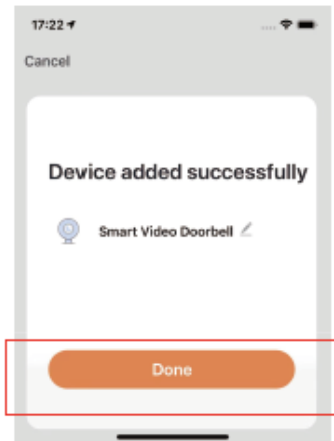 17:22
Cancel
Device added successfully
Smart Video Doorbell
Done